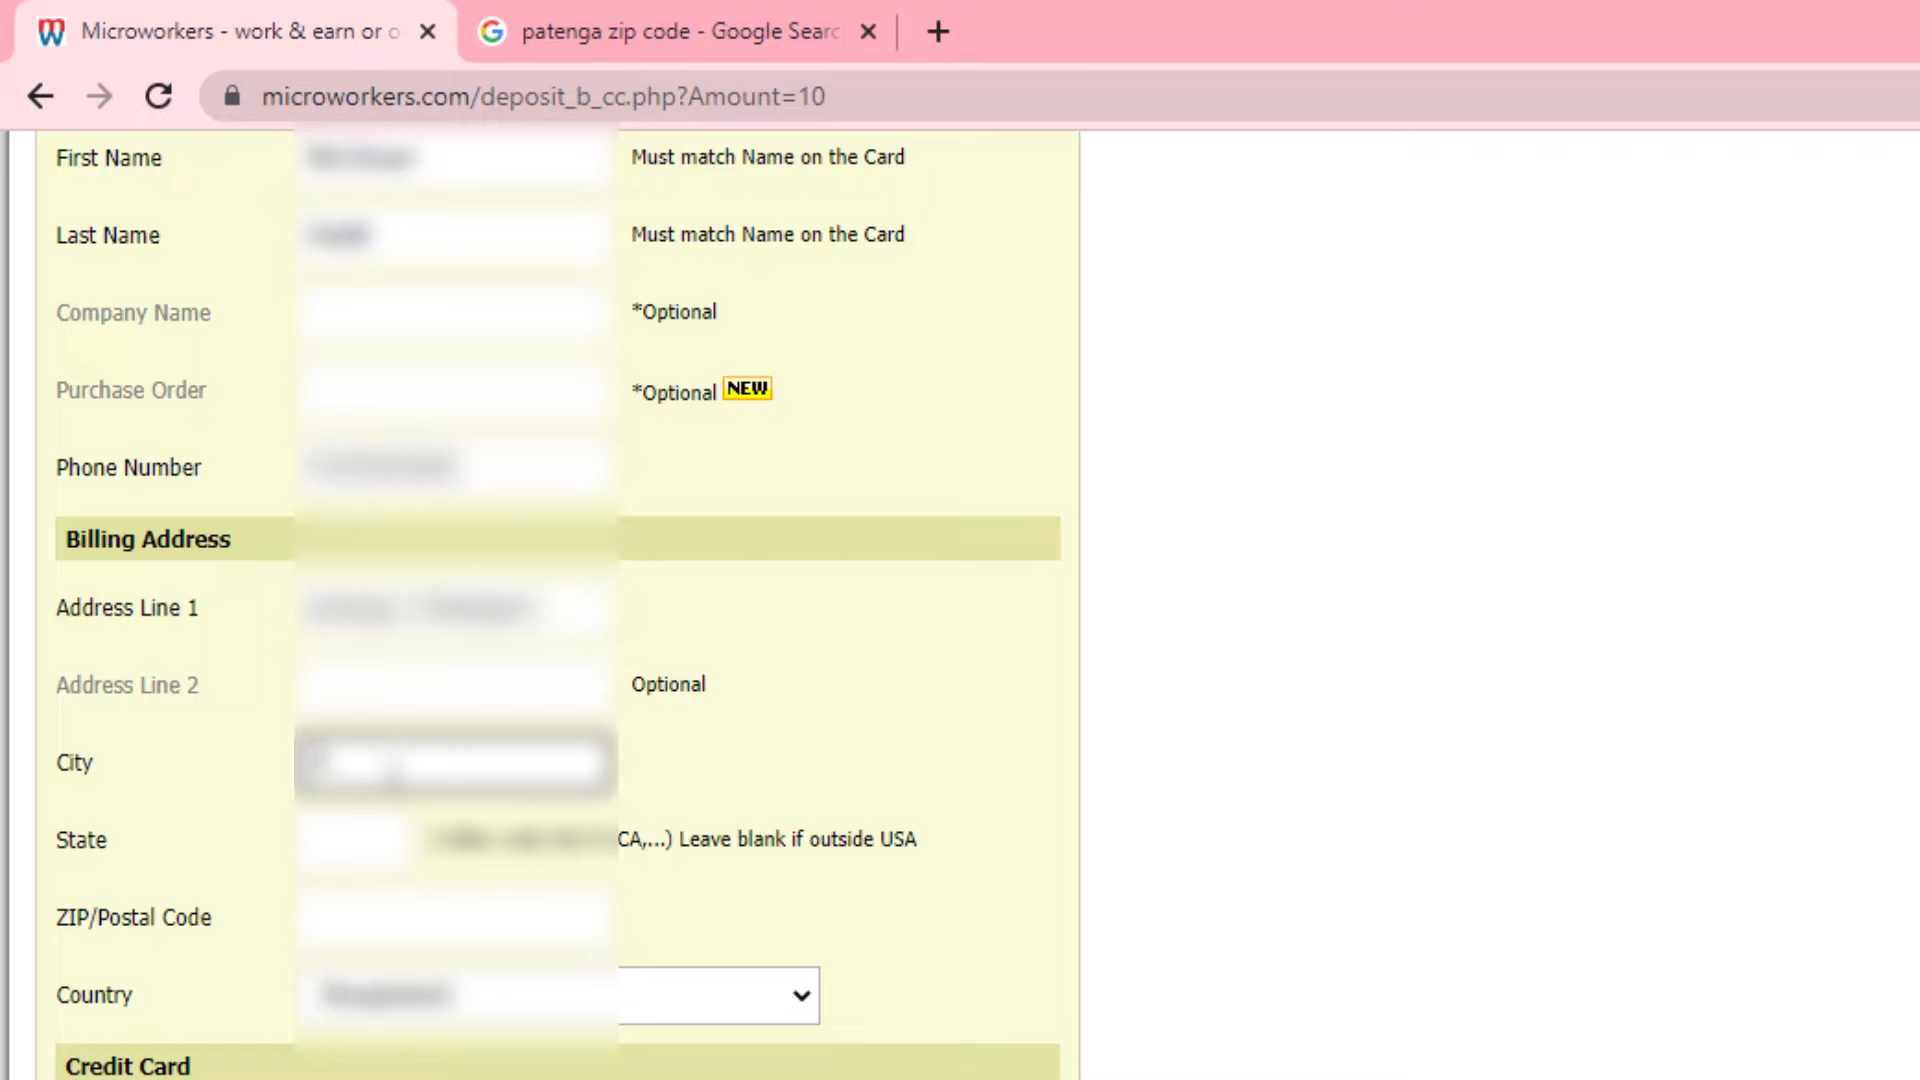 Microworkers - work & earn or o
patenga zip code - Google Searc
microworkers.com/deposit_b_cc.php?Amount=10
First Name
Must match Name on the Card
Last Name
Must match Name on the Card
Company Name
*Optional
Purchase Order
*Optional NEW
Phone Number
Billing Address
Address Line 1
Address Line 2
Optional
City
State
CA,...) Leave blank if outside USA
ZIP/Postal Code
Country
Credit Card